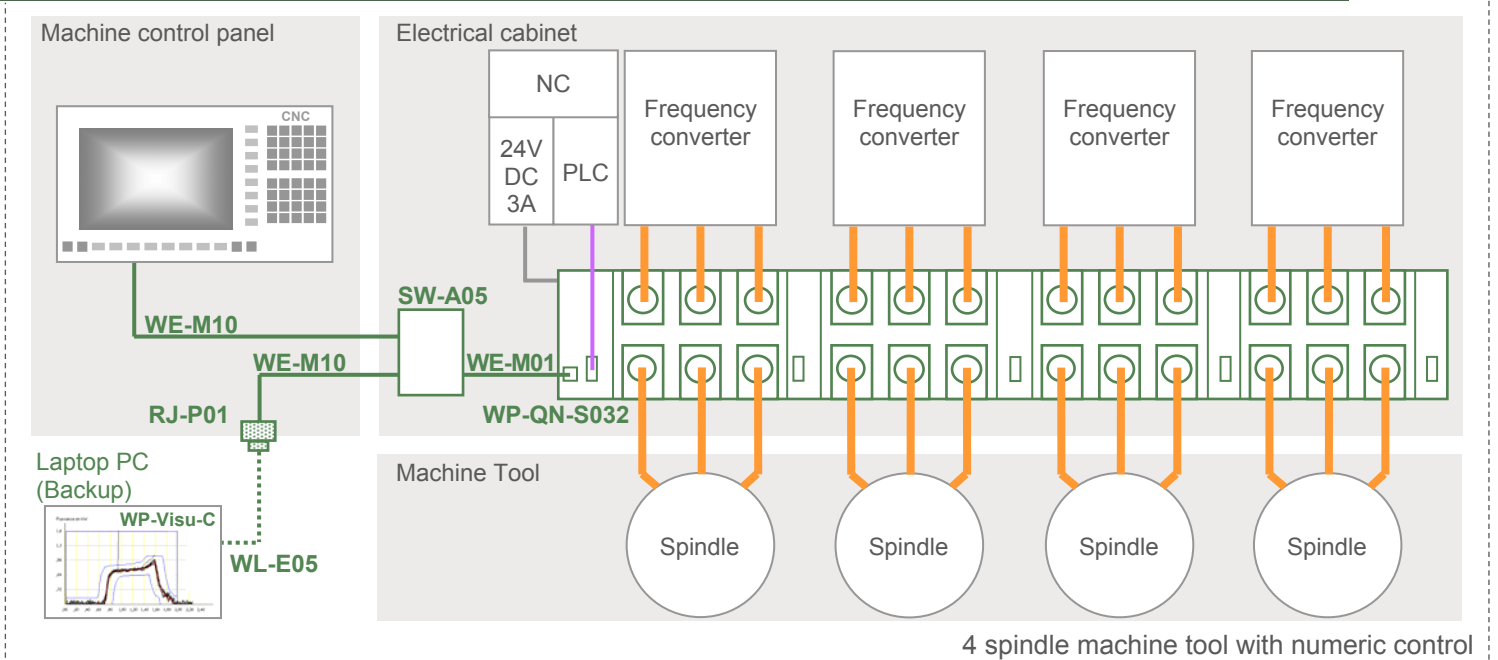 Machine control panel
Electrical cabinet
CNC
NC
24V
DC
3A
PLC
Frequency
converter
Frequency
converter
Frequency
converter
Frequency
converter
SW-A05
WE-M10
WE-M10
WE-M01
RJ-P01
WP-QN-S032
Laptop PC
(Backup)
WP-Visu-C
WL-E05
Machine Tool
Spindle
Spindle
Spindle
Spindle
4 spindle machine tool with numeric control